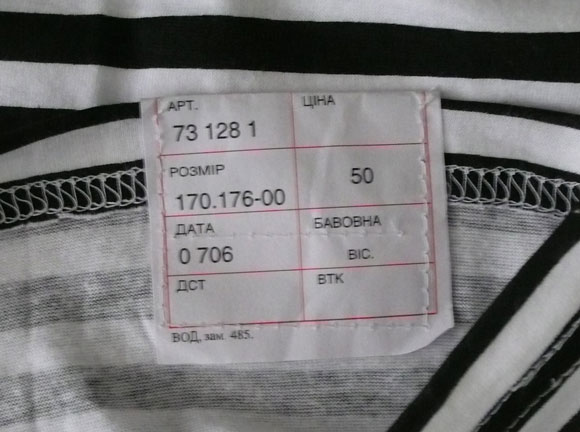 АРТ. ЦІНА
73 128 1
РОЗМІР
50
170.176-00
ДАТА БАВОВНА
0 706 ВІС.
ДСТ ВТК
ВОД, зам. 485.